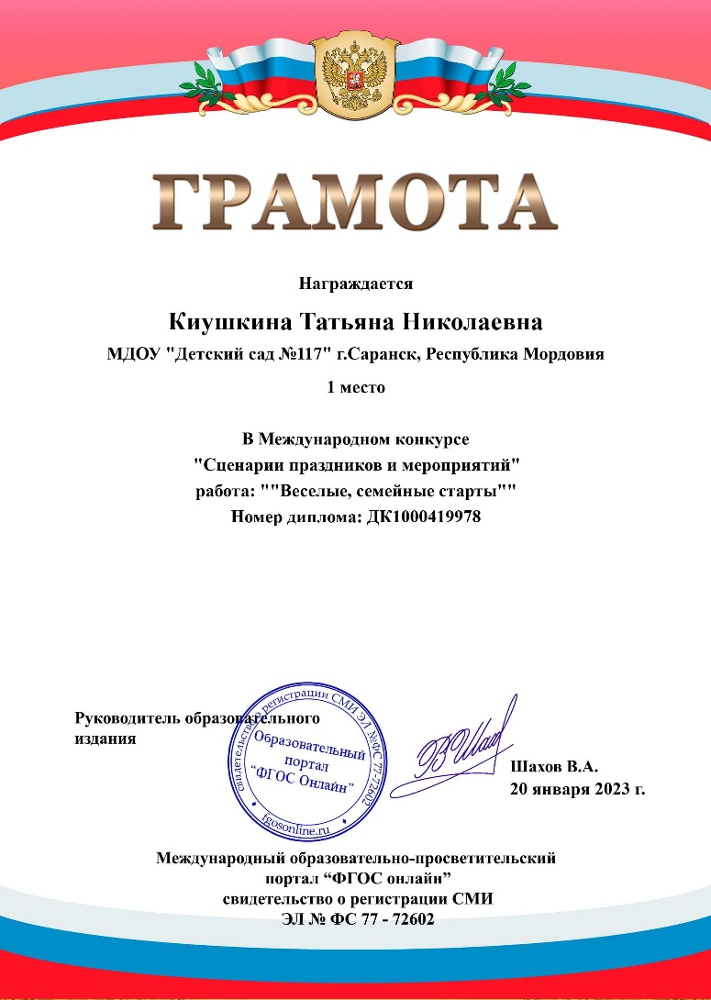 ГРАМОТА
Награждается
Киушкина Татьяна Николаевна
МДОУ "Детский сад №117" г.Саранск, Республика Мордовия
1 место
В Международном конкурсе
"Сценарии праздников и мероприятий"
работа: ""Веселые, семейные старты""
Номер диплома: ДК1000419978
Руководитель образовательного
издания
свидетельство о регистрации СМИ ЭЛ №ФС 77-72602
Образовательный
портал
“ФГОС Онлайн”
fgosonline.ru
Шахов В.А.
20 января 2023 г.
Международный образовательно-просветительский
портал “ФГОС онлайн”
свидетельство о регистрации СМИ
ЭЛ № ФС 77 - 72602